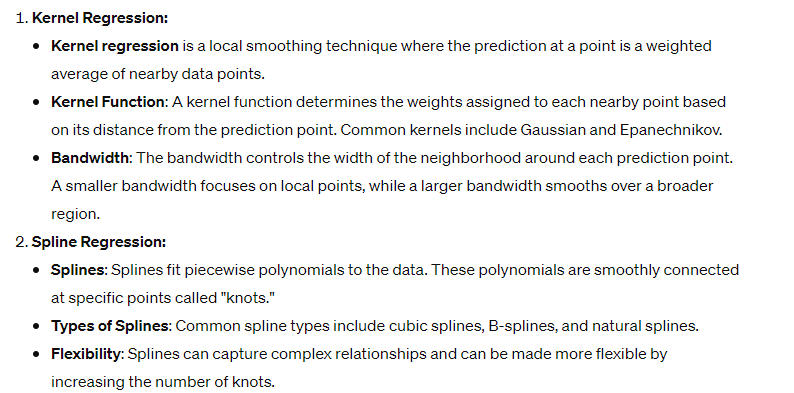 1. Kernel Regression:
• Kernel regression is a local smoothing technique where the prediction at a point is a weighted
average of nearby data points.
• Kernel Function: A kernel function determines the weights assigned to each nearby point based
on its distance from the prediction point. Common kernels include Gaussian and Epanechnikov.
• Bandwidth: The bandwidth controls the width of the neighborhood around each prediction point.
A smaller bandwidth focuses on local points, while a larger bandwidth smooths over a broader
region.
2. Spline Regression:
• Splines: Splines fit piecewise polynomials to the data. These polynomials are smoothly connected
at specific points called "knots."
• Types of Splines: Common spline types include cubic splines, B-splines, and natural splines.
• Flexibility: Splines can capture complex relationships and can be made more flexible by
increasing the number of knots.